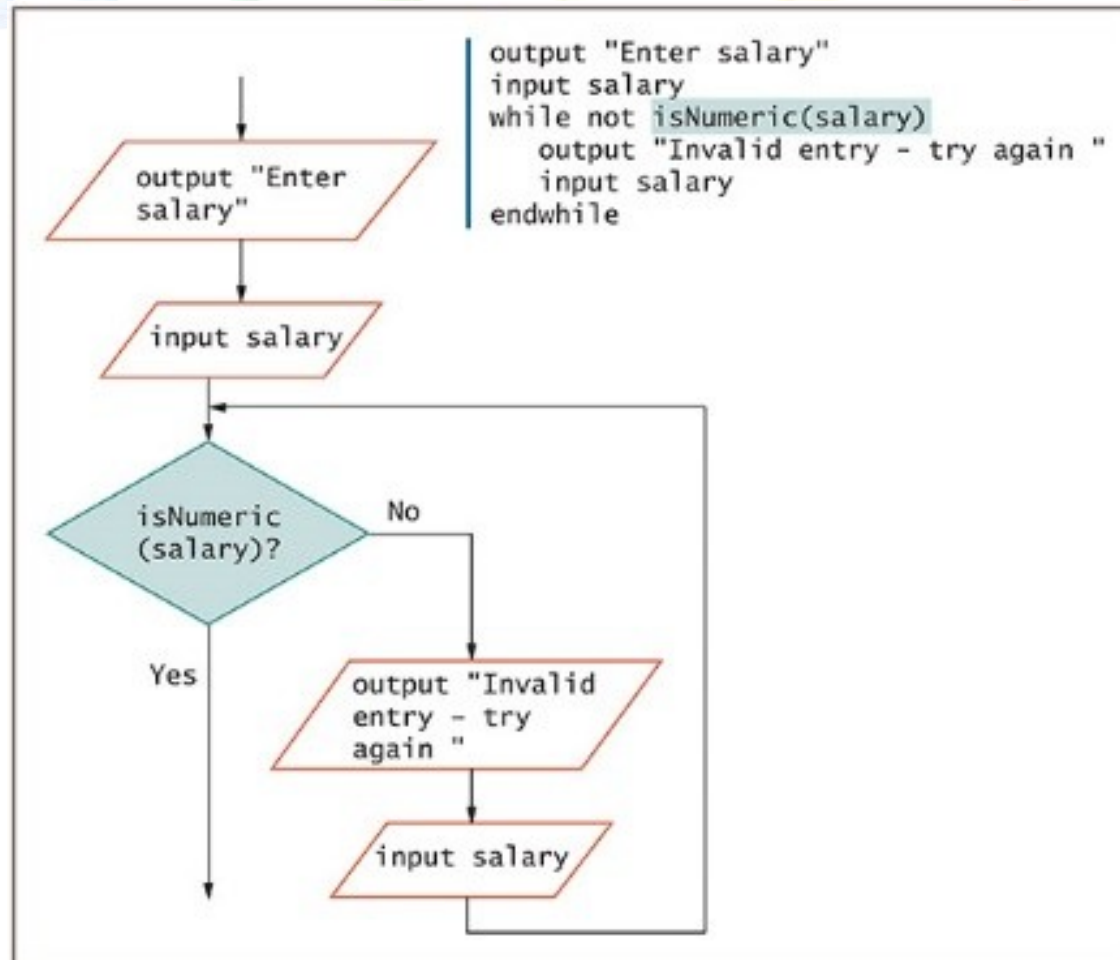 output "Enter salary"
input salary
while not isNumeric(salary)
output "Invalid entry – try again "
input salary
endwhile
output "Enter
salary"
input salary
isNumeric
(salary)?
No
Yes
output "Invalid
entry – try
again "
input salary